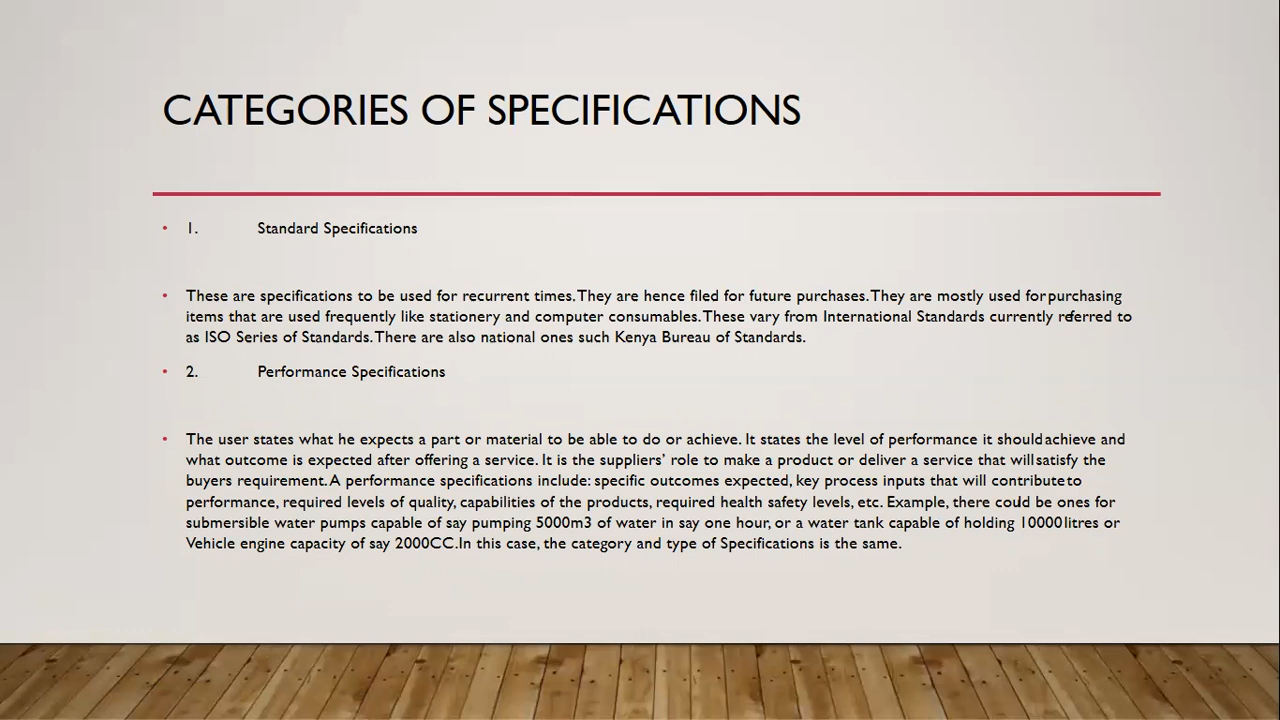 CATEGORIES OF SPECIFICATIONS
• 1. Standard Specifications
• These are specifications to be used for recurrent times. They are hence filed for future purchases. They are mostly used for purchasing
items that are used frequently like stationery and computer consumables. These vary from International Standards currently referred to
as ISO Series of Standards. There are also national ones such Kenya Bureau of Standards.
• 2. Performance Specifications
• The user states what he expects a part or material to be able to do or achieve. It states the level of performance it should achieve and
what outcome is expected after offering a service. It is the suppliers’ role to make a product or deliver a service that will satisfy the
buyers requirement. A performance specifications include: specific outcomes expected, key process inputs that will contribute to
performance, required levels of quality, capabilities of the products, required health safety levels, etc. Example, there could be ones for
submersible water pumps capable of say pumping 5000m3 of water in say one hour, or a water tank capable of holding 10000 litres or
Vehicle engine capacity of say 2000CC.In this case, the category and type of Specifications is the same.